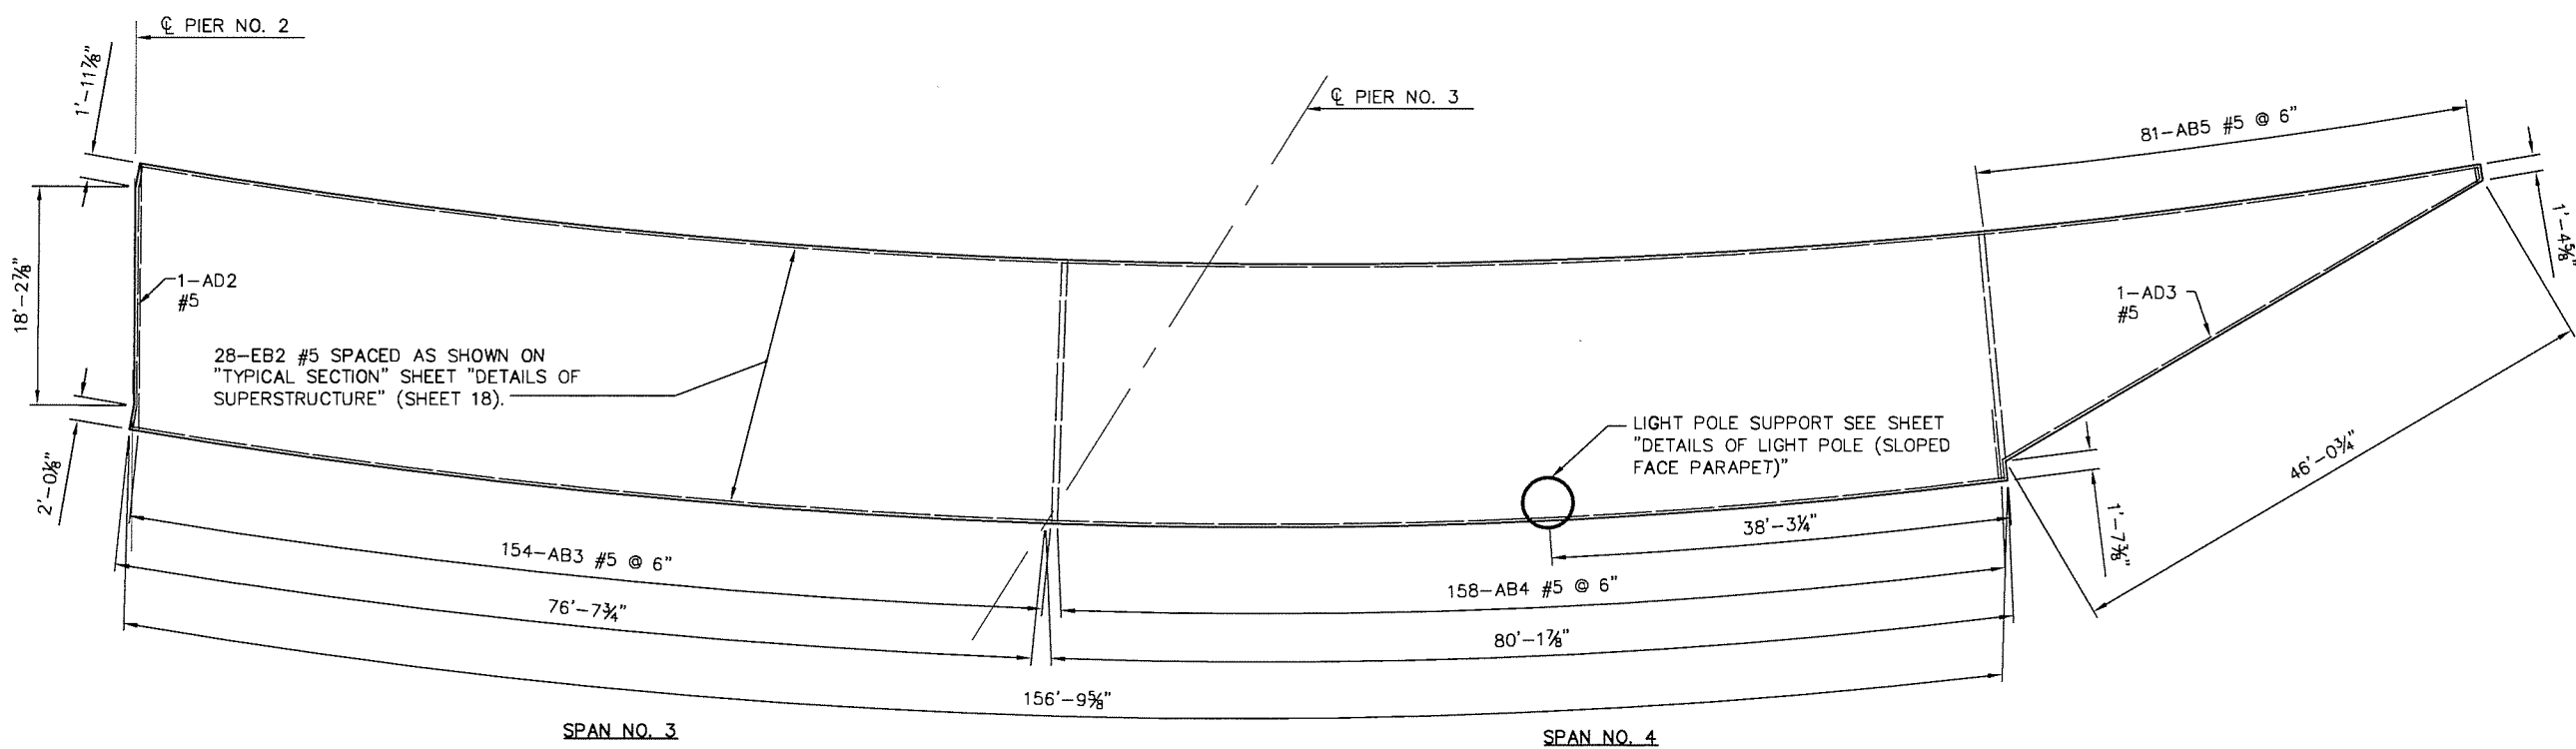 ℄ PIER NO. 2
1'-11⅞"
℄ PIER NO. 3
81-AB5 #5 @ 6"
1'-4⅝"
18'-2⅞"
1-AD2
#5
1-AD3
#5
28-EB2 #5 SPACED AS SHOWN ON
"TYPICAL SECTION" SHEET "DETAILS OF
SUPERSTRUCTURE" (SHEET 18).
LIGHT POLE SUPPORT SEE SHEET
"DETAILS OF LIGHT POLE (SLOPED
FACE PARAPET)"
46'-0¾"
2'-0⅛"
38'-3¼"
1'-7⅜"
154-AB3 #5 @ 6"
158-AB4 #5 @ 6"
76'-7¾"
80'-1⅞"
156'-9⅝"
SPAN NO. 3
SPAN NO. 4